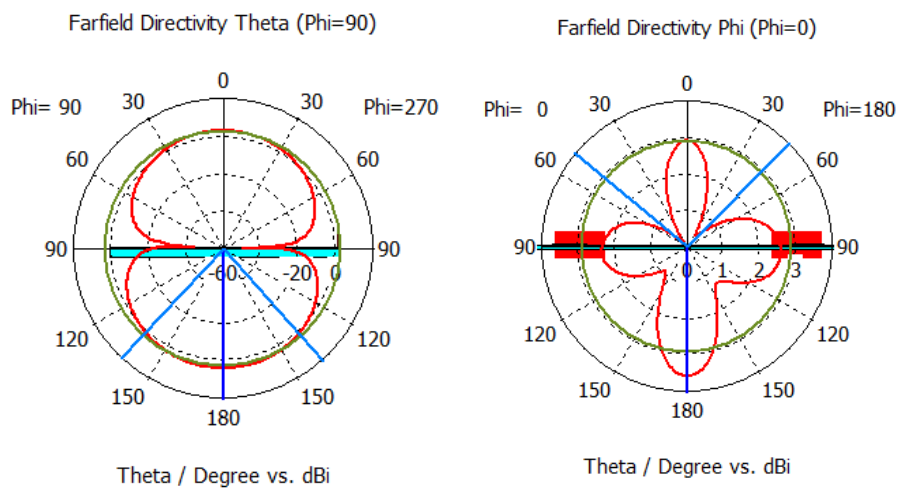 Farfield Directivity Theta (Phi=90)
0
30 30
Phi= 90 Phi=270
60 60
90 90
-60 -20 0
120 120
150 150
180
Theta / Degree vs. dBi
Farfield Directivity Phi (Phi=0)
0
30 30
Phi= 0 Phi=180
60 60
90 90
0 1 2 3
120 120
150 150
180
Theta / Degree vs. dBi